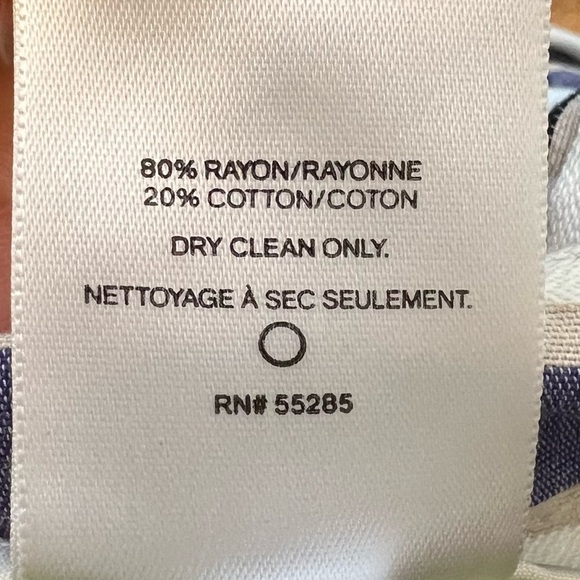 80% RAYON/RAYONNE
20% COTTON/COTON
DRY CLEAN ONLY.
NETTOYAGE À SEC SEULEMENT.
RN# 55285